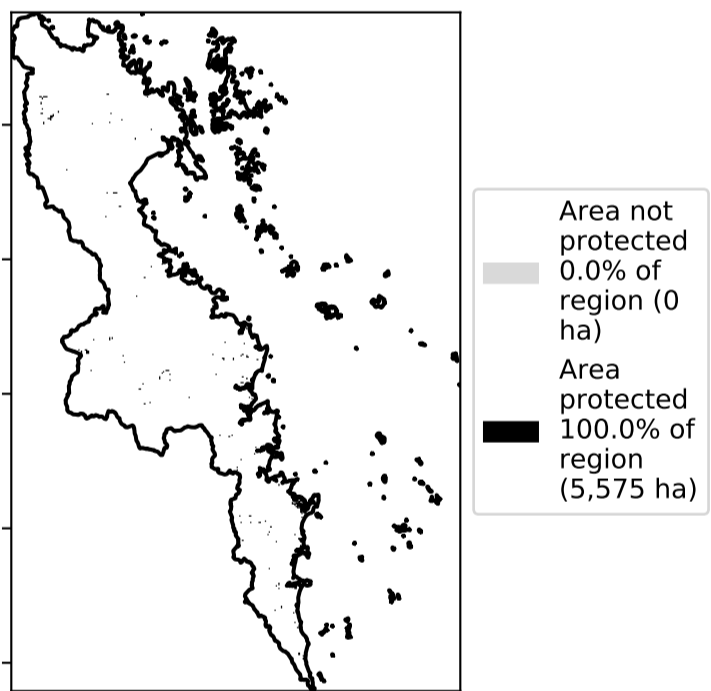 Area not
protected
0.0% of
region (0
ha)
Area
protected
100.0% of
region
(5,575 ha)